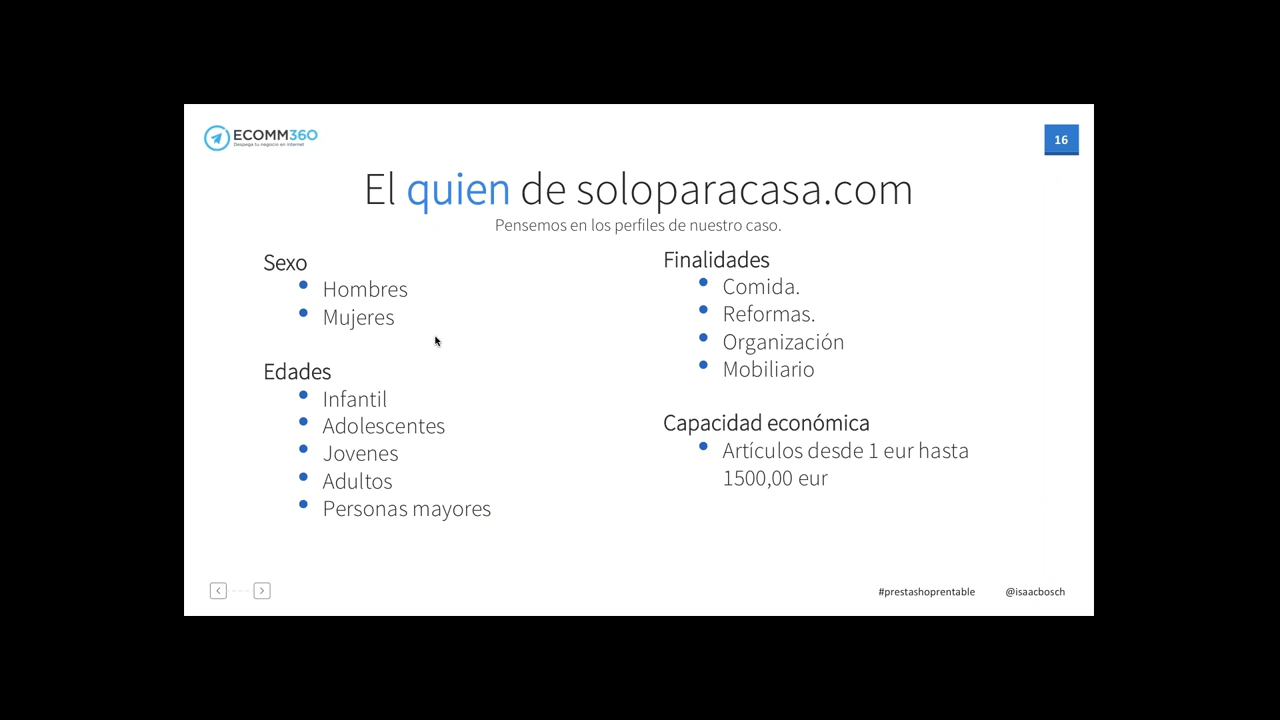 ECOMM360
Despega tu negocio en internet
16
El quien de soloparacasa.com
Pensemos en los perfiles de nuestro caso.
Sexo
Hombres
Mujeres
Edades
Infantil
Adolescentes
Jovenes
Adultos
Personas mayores
Finalidades
Comida.
Reformas.
Organización
Mobiliario
Capacidad económica
Artículos desde 1 eur hasta
1500,00 eur
#prestashoprentable
@isaacbosch